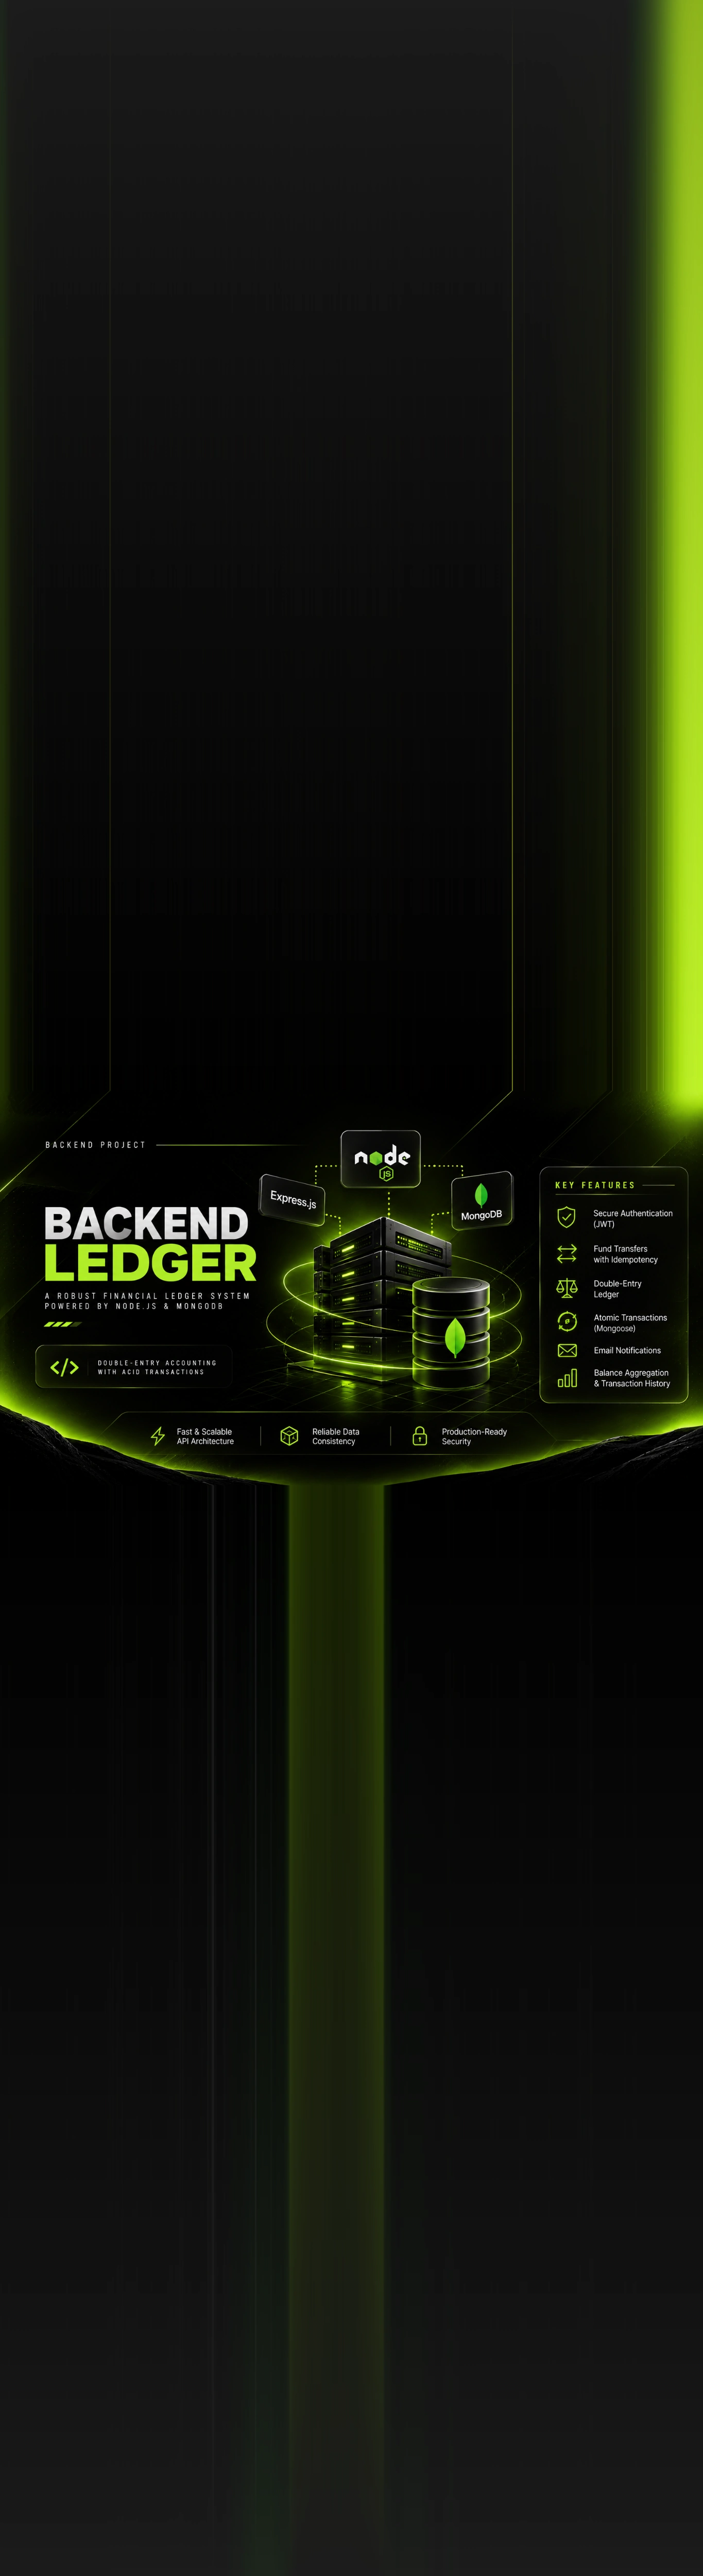 BACKEND PROJECT
BACKEND
LEDGER
A ROBUST FINANCIAL LEDGER SYSTEM
POWERED BY NODE.JS & MONGODB
</>
DOUBLE-ENTRY ACCOUNTING
WITH ACID TRANSACTIONS
node
JS
Express.js
MongoDB
KEY FEATURES
Secure Authentication
(JWT)
Fund Transfers
with Idempotency
Double-Entry
Ledger
Atomic Transactions
(Mongoose)
Email Notifications
Balance Aggregation
& Transaction History
Fast & Scalable
API Architecture
Reliable Data
Consistency
Production-Ready
Security